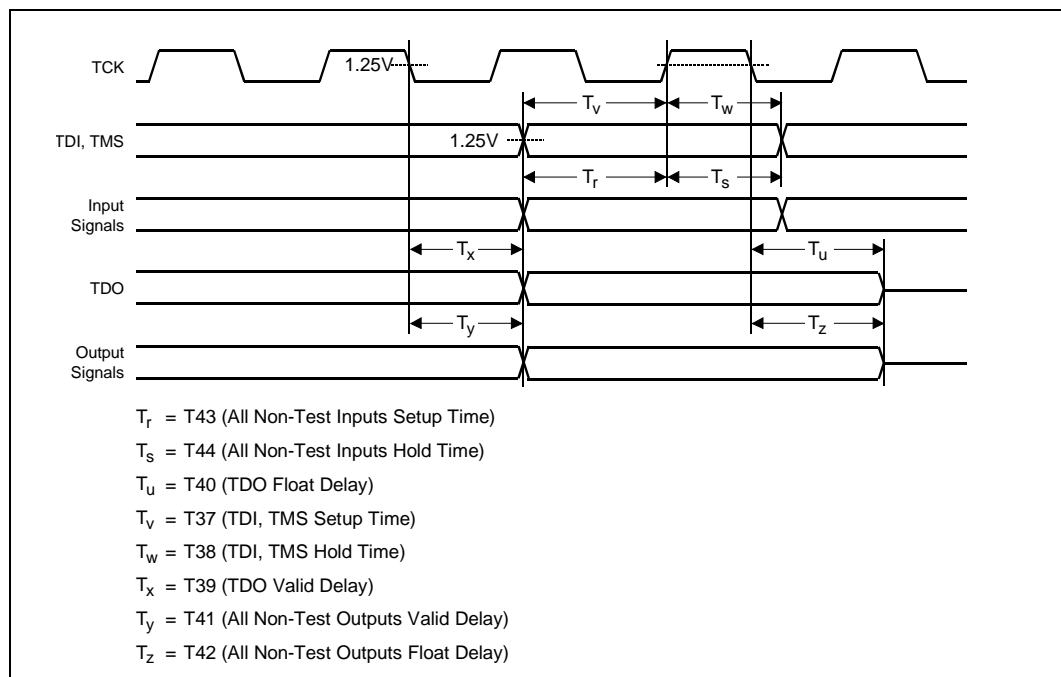 TCK
1.25V
Tv
Tw
TDI, TMS
1.25V
Tr
Ts
Input
Signals
Tx
Tu
TDO
Ty
Tz
Output
Signals
Tr = T43 (All Non-Test Inputs Setup Time)
Ts = T44 (All Non-Test Inputs Hold Time)
Tu = T40 (TDO Float Delay)
Tv = T37 (TDI, TMS Setup Time)
Tw = T38 (TDI, TMS Hold Time)
Tx = T39 (TDO Valid Delay)
Ty = T41 (All Non-Test Outputs Valid Delay)
Tz = T42 (All Non-Test Outputs Float Delay)